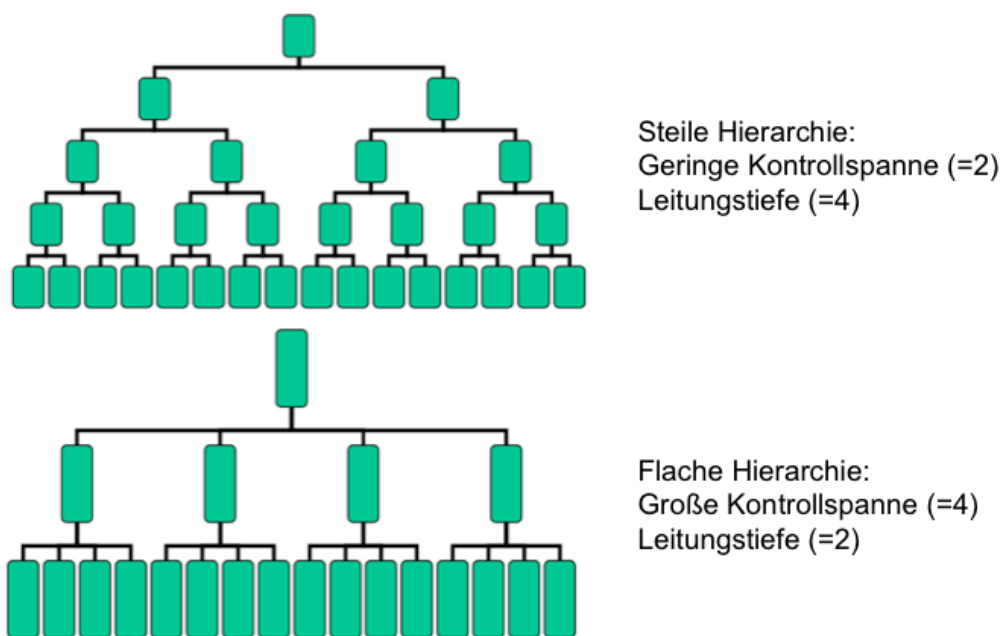 Steile Hierarchie:
Geringe Kontrollspanne (=2)
Leitungstiefe (=4)
Flache Hierarchie:
Große Kontrollspanne (=4)
Leitungstiefe (=2)